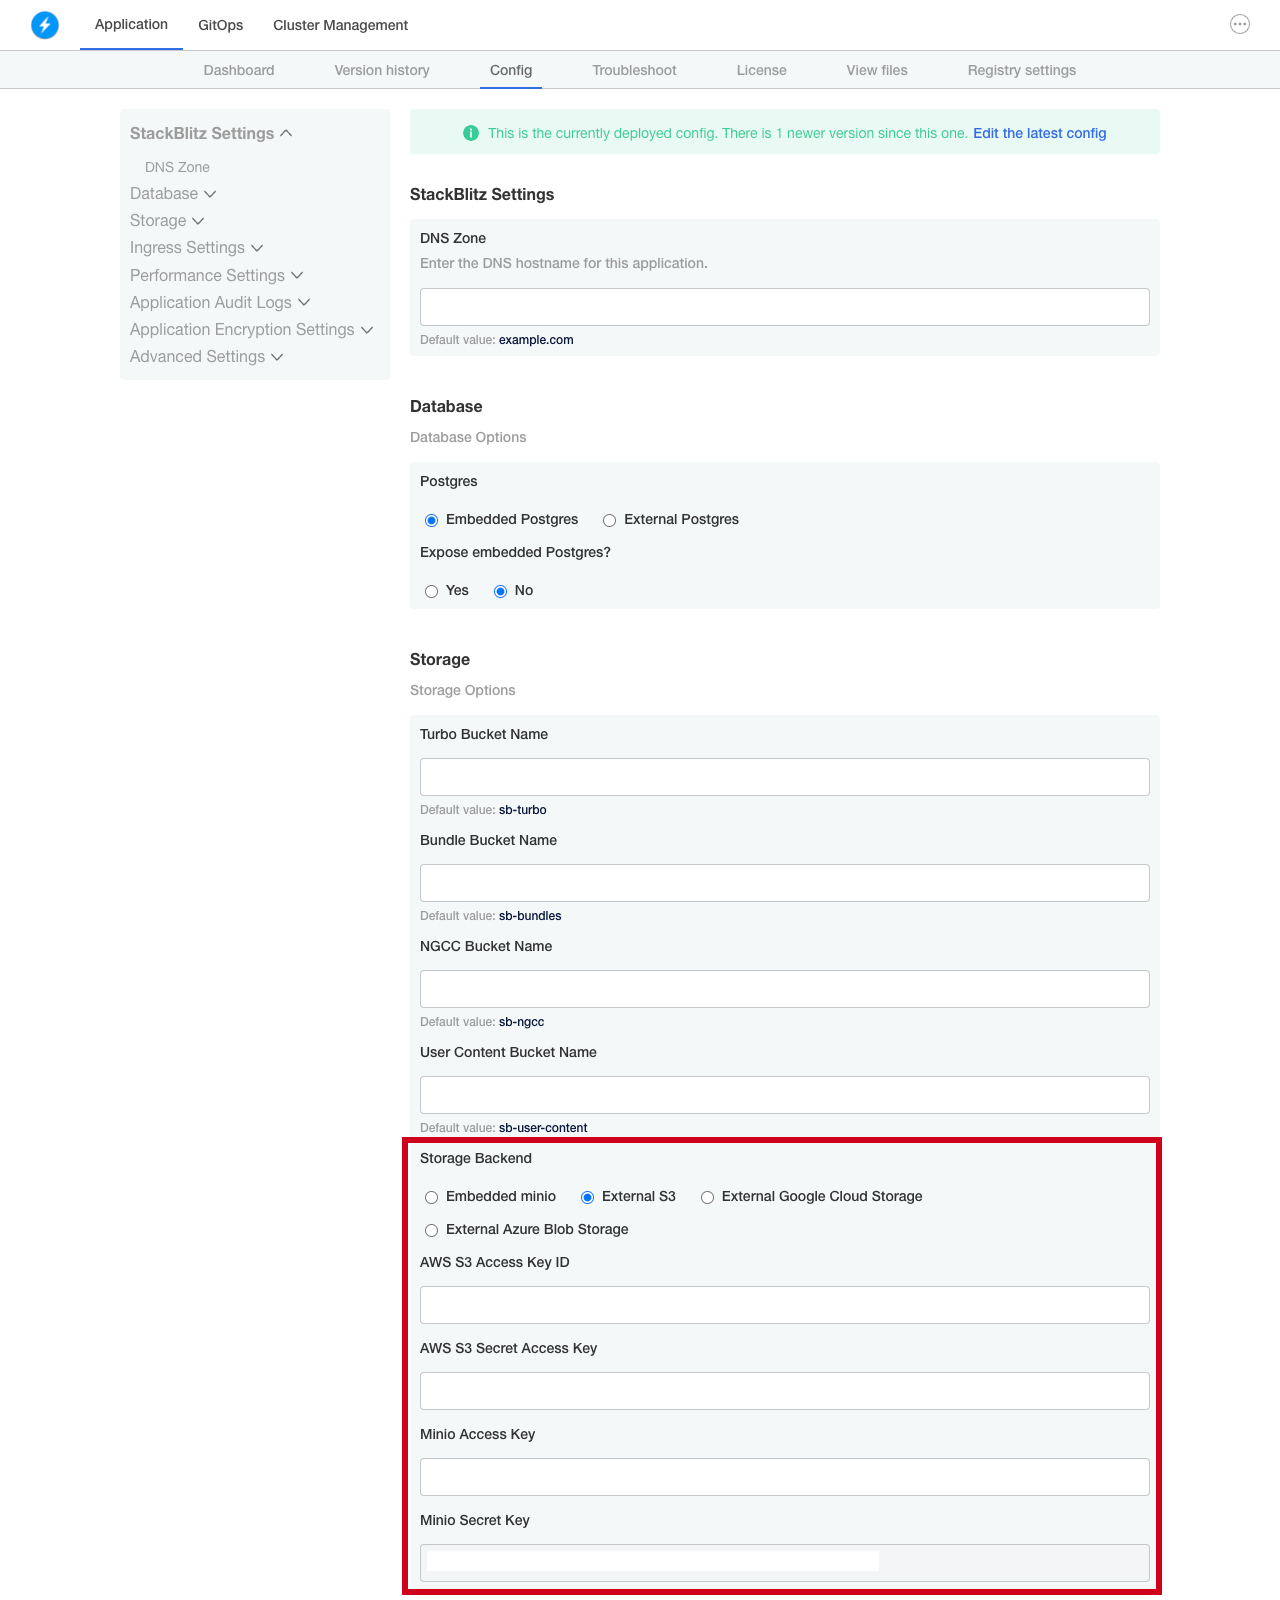 Application GitOps Cluster Management
Dashboard Version history Config Troubleshoot License View files Registry settings
StackBlitz Settings
DNS Zone
Database
Storage
Ingress Settings
Performance Settings
Application Audit Logs
Application Encryption Settings
Advanced Settings
This is the currently deployed config. There is 1 newer version since this one. Edit the latest config
StackBlitz Settings
DNS Zone
Enter the DNS hostname for this application.
Default value: example.com
Database
Database Options
Postgres
Embedded Postgres External Postgres
Expose embedded Postgres?
Yes No
Storage
Storage Options
Turbo Bucket Name
Default value: sb-turbo
Bundle Bucket Name
Default value: sb-bundles
NGCC Bucket Name
Default value: sb-ngcc
User Content Bucket Name
Default value: sb-user-content
Storage Backend
Embedded minio External S3 External Google Cloud Storage
External Azure Blob Storage
AWS S3 Access Key ID
AWS S3 Secret Access Key
Minio Access Key
Minio Secret Key